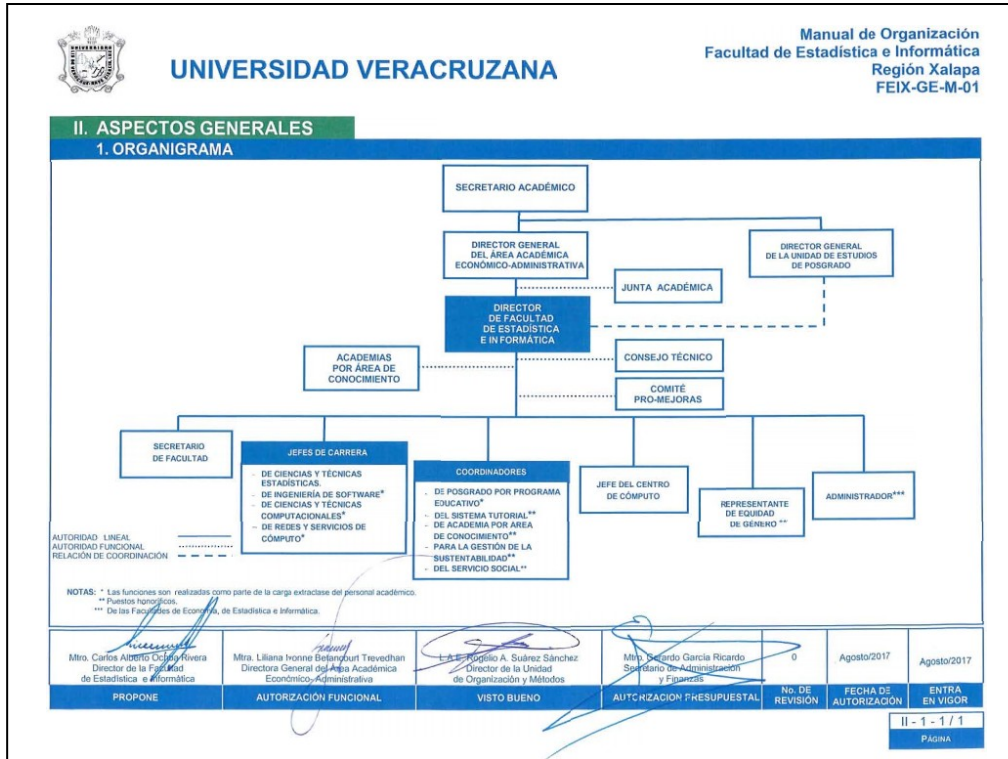 Manual de Organización
Facultad de Estadística e Informática
Región Xalapa
FEIX-GE-M-01
UNIVERSIDAD VERACRUZANA
II. ASPECTOS GENERALES
1. ORGANIGRAMA
SECRETARIO ACADÉMICO
DIRECTOR GENERAL
DEL ÁREA ACADÉMICA
ECONÓMICO-ADMINISTRATIVA
DIRECTOR GENERAL
DE LA UNIDAD DE ESTUDIOS
DE POSGRADO
JUNTA ACADÉMICA
DIRECTOR
DE FACULTAD
DE ESTADÍSTICA
E IN FORMÁTICA
ACADEMIAS
POR ÁREA DE
CONOCIMIENTO
CONSEJO TÉCNICO
COMITÉ
PRO-MEJORAS
SECRETARIO
DE FACULTAD
JEFES DE CARRERA
- DE CIENCIAS Y TÉCNICAS
ESTADÍSTICAS.
- DE INGENIERÍA DE SOFTWARE*
- DE CIENCIAS Y TÉCNICAS
COMPUTACIONALES*
- DE REDES Y SERVICIOS DE
CÓMPUTO*
COORDINADORES
- DE POSGRADO POR PROGRAMA
EDUCATIVO*
- DEL SISTEMA TUTORIAL**
- DE ACADEMIA POR AREA
DE CONOCIMIENTO**
- PARA LA GESTIÓN DE LA
SUSTENTABILIDAD**
- DEL SERVICIO SOCIAL**
JEFE DEL CENTRO
DE CÓMPUTO
REPRESENTANTE
DE EQUIDAD
DE GÉNERO **
ADMINISTRADOR***
AUTORIDAD LINEAL
AUTORIDAD FUNCIONAL
RELACIÓN DE COORDINACIÓN
NOTAS: * Las funciones son realizadas como parte de la carga extraclase del personal académico.
** Puestos honoríficos.
*** De las Facultades de Economía, de Estadística e Informática.
Mtro. Carlos Alberto Ochoa Rivera
Director de la Facultad
de Estadística e Informática
PROPONE
Mtra. Liliana Ivonne Betancourt Trevedhan
Directora General del Área Académica
Económico-Administrativa
AUTORIZACIÓN FUNCIONAL
L.A.E. Rogelio A. Suárez Sánchez
Director de la Unidad
de Organización y Métodos
VISTO BUENO
Mtro. Gerardo García Ricardo
Secretario de Administración
y Finanzas
AUTORIZACION PRESUPUESTAL
0
No. DE
REVISIÓN
Agosto/2017
FECHA DE
AUTORIZACIÓN
Agosto/2017
ENTRA
EN VIGOR
II - 1 - 1 / 1
PÁGINA